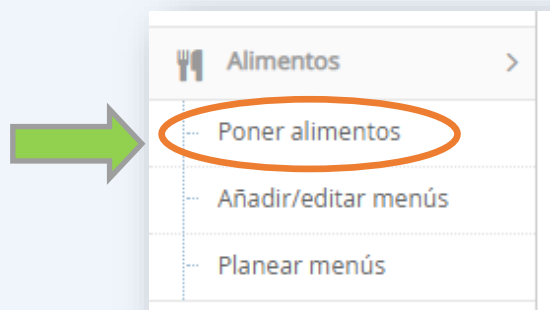 Alimentos
Poner alimentos
Añadir/editar menús
Planear menús